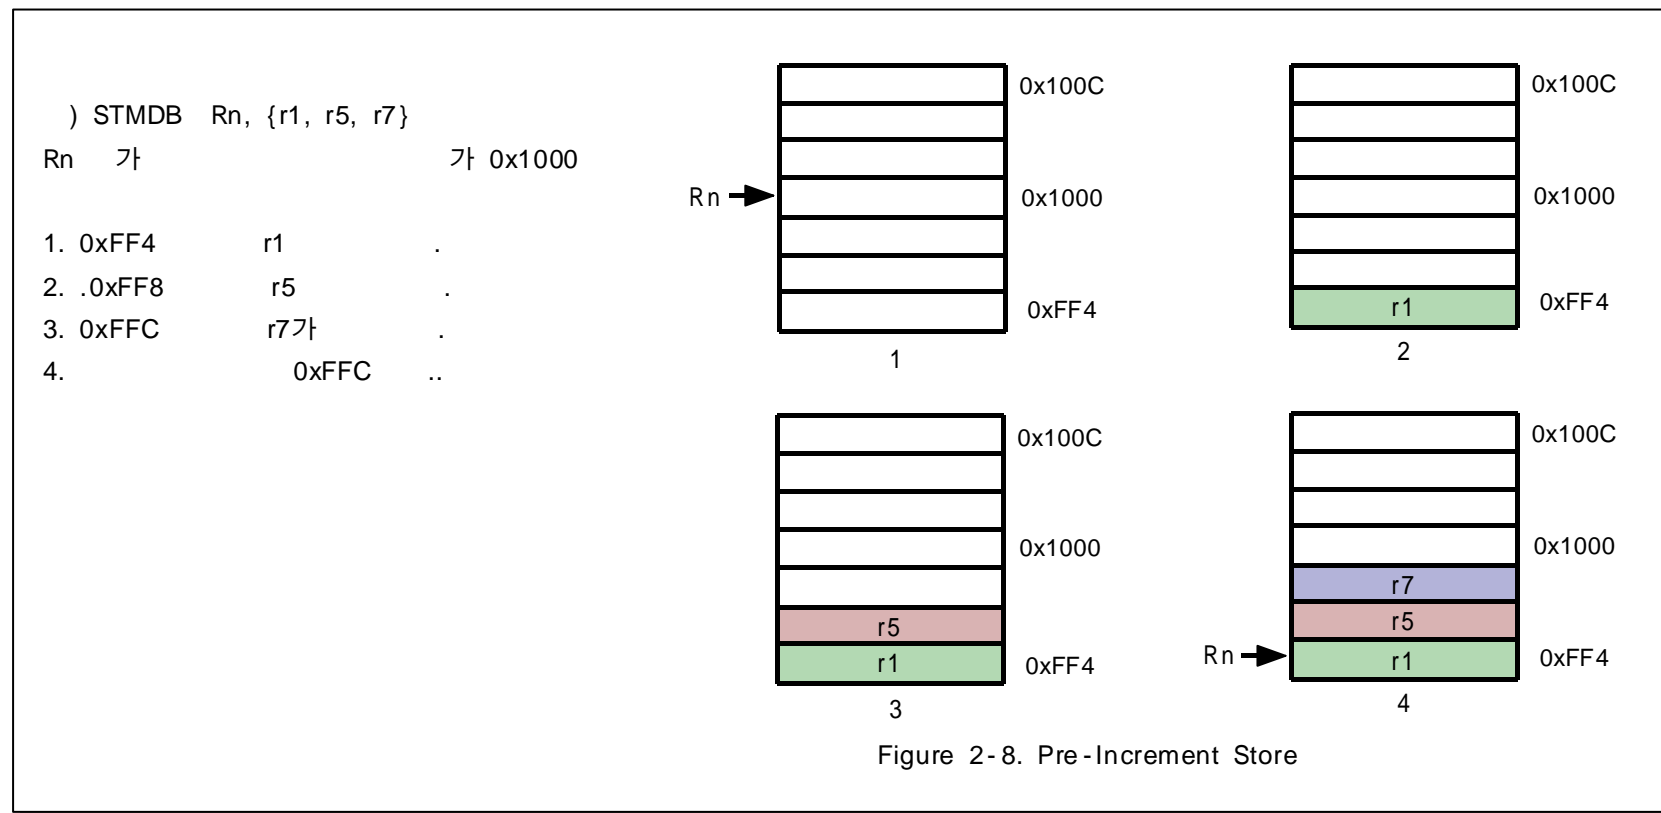 ) STMDB Rn, {r1, r5, r7}
Rn 가 가 0x1000
1. 0xFF4 r1 .
2. .0xFF8 r5 .
3. 0xFFC r7가 .
4. 0xFFC ..
0x100C
Rn 0x1000
0xFF4
1
0x100C
0x1000
r1 0xFF4
2
0x100C
0x1000
r5
r1 0xFF4
3
0x100C
0x1000
r7
r5
Rn r1 0xFF4
4
Figure 2-8. Pre-Increment Store